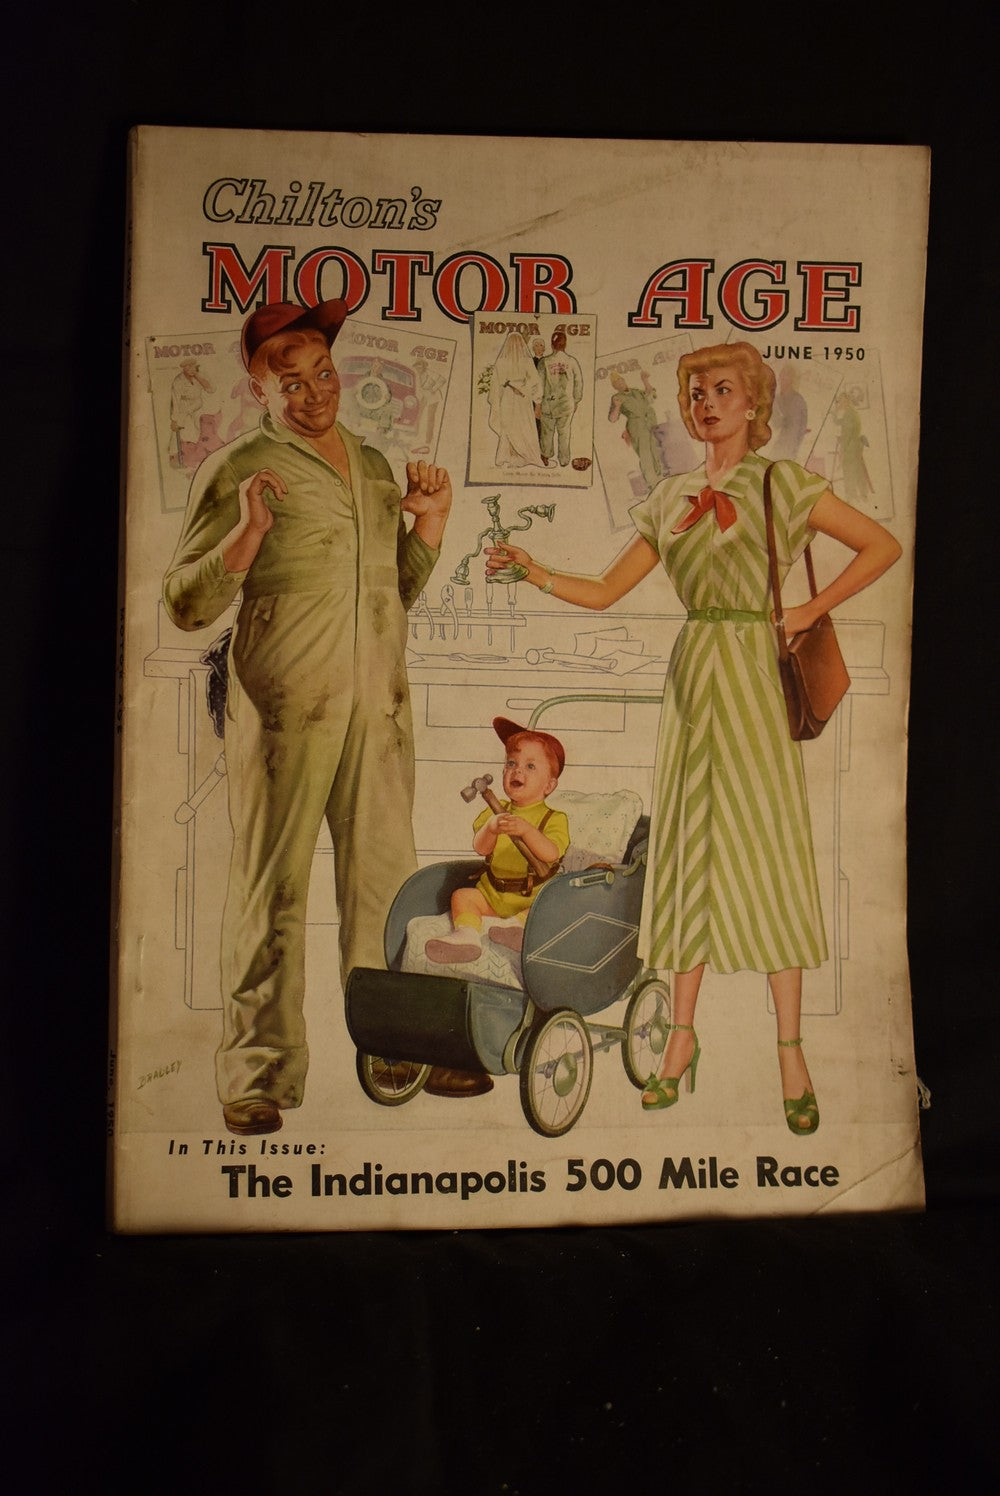 Chilton's
MOTOR AGE
JUNE 1950
MOTOR
MOTOR AGE
MOTOR AGE
BRADLEY
In This Issue:
The Indianapolis 500 Mile Race